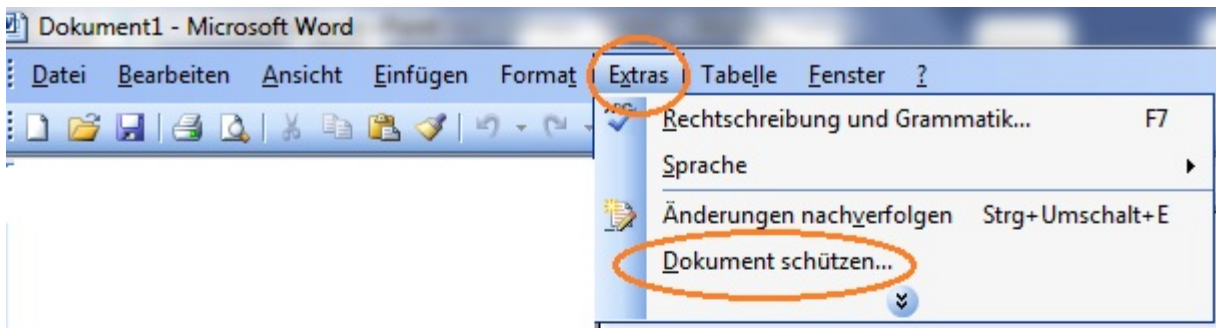 Dokument1 - Microsoft Word
Datei Bearbeiten Ansicht Einfügen Format Extras Tabelle Fenster ?
Rechtschreibung und Grammatik... F7
Sprache
Änderungen nachverfolgen Strg+Umschalt+E
Dokument schützen...